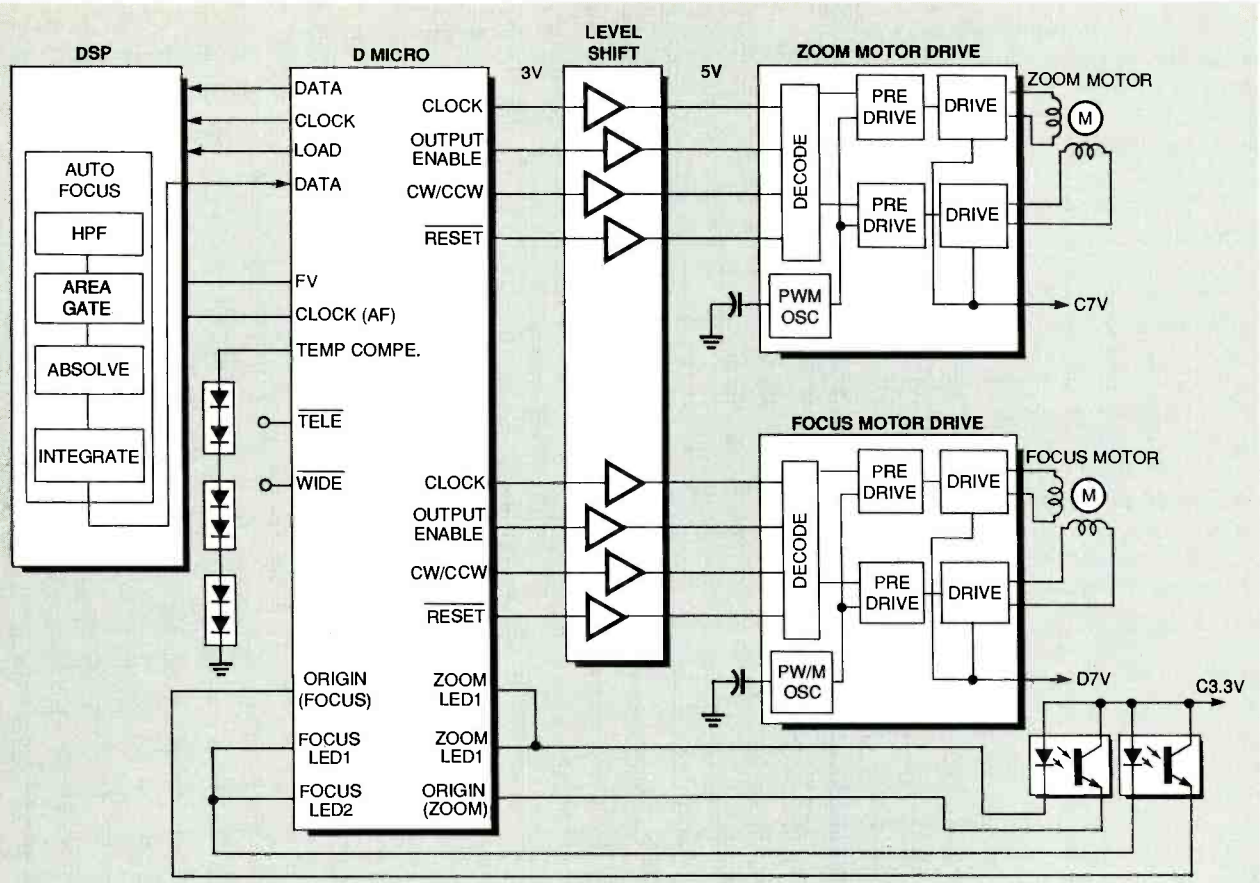 DSP
D MICRO
LEVEL
SHIFT
3V
5V
ZOOM MOTOR DRIVE
AUTO
FOCUS
HPF
AREA
GATE
ABSOLVE
INTEGRATE
DATA
CLOCK
LOAD
DATA
FV
CLOCK (AF)
TEMP COMPE.
TELE
WIDE
ORIGIN
(FOCUS)
FOCUS
LED1
FOCUS
LED2
CLOCK
OUTPUT
ENABLE
CW/CCW
RESET
CLOCK
OUTPUT
ENABLE
CW/CCW
RESET
ZOOM
LED1
ZOOM
LED1
ORIGIN
(ZOOM)
DECODE
PRE
DRIVE
DRIVE
PRE
DRIVE
DRIVE
PWM
OSC
ZOOM MOTOR
M
C7V
FOCUS MOTOR DRIVE
DECODE
PRE
DRIVE
DRIVE
PRE
DRIVE
DRIVE
PW/M
OSC
FOCUS MOTOR
M
D7V
C3.3V